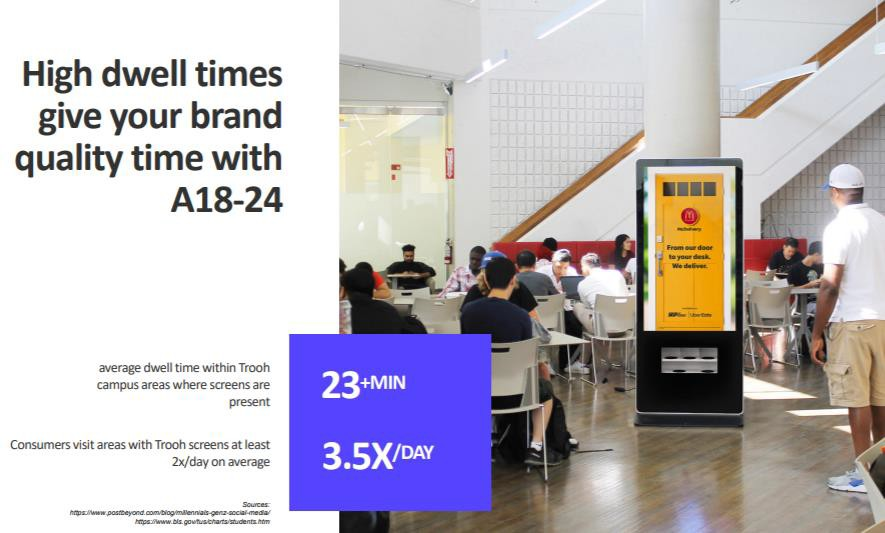 High dwell times
give your brand
quality time with
A18-24
average dwell time within Trooh
campus areas where screens are
present
23+MIN
Consumers visit areas with Trooh screens at least
2x/day on average
3.5X/DAY
Sources:
https://www.postbeyond.com/blog/millennials-genz-social-media/
https://www.bls.gov/tus/charts/students.htm
McDelivery
From our door
to your desk.
We deliver.
Uber Eats